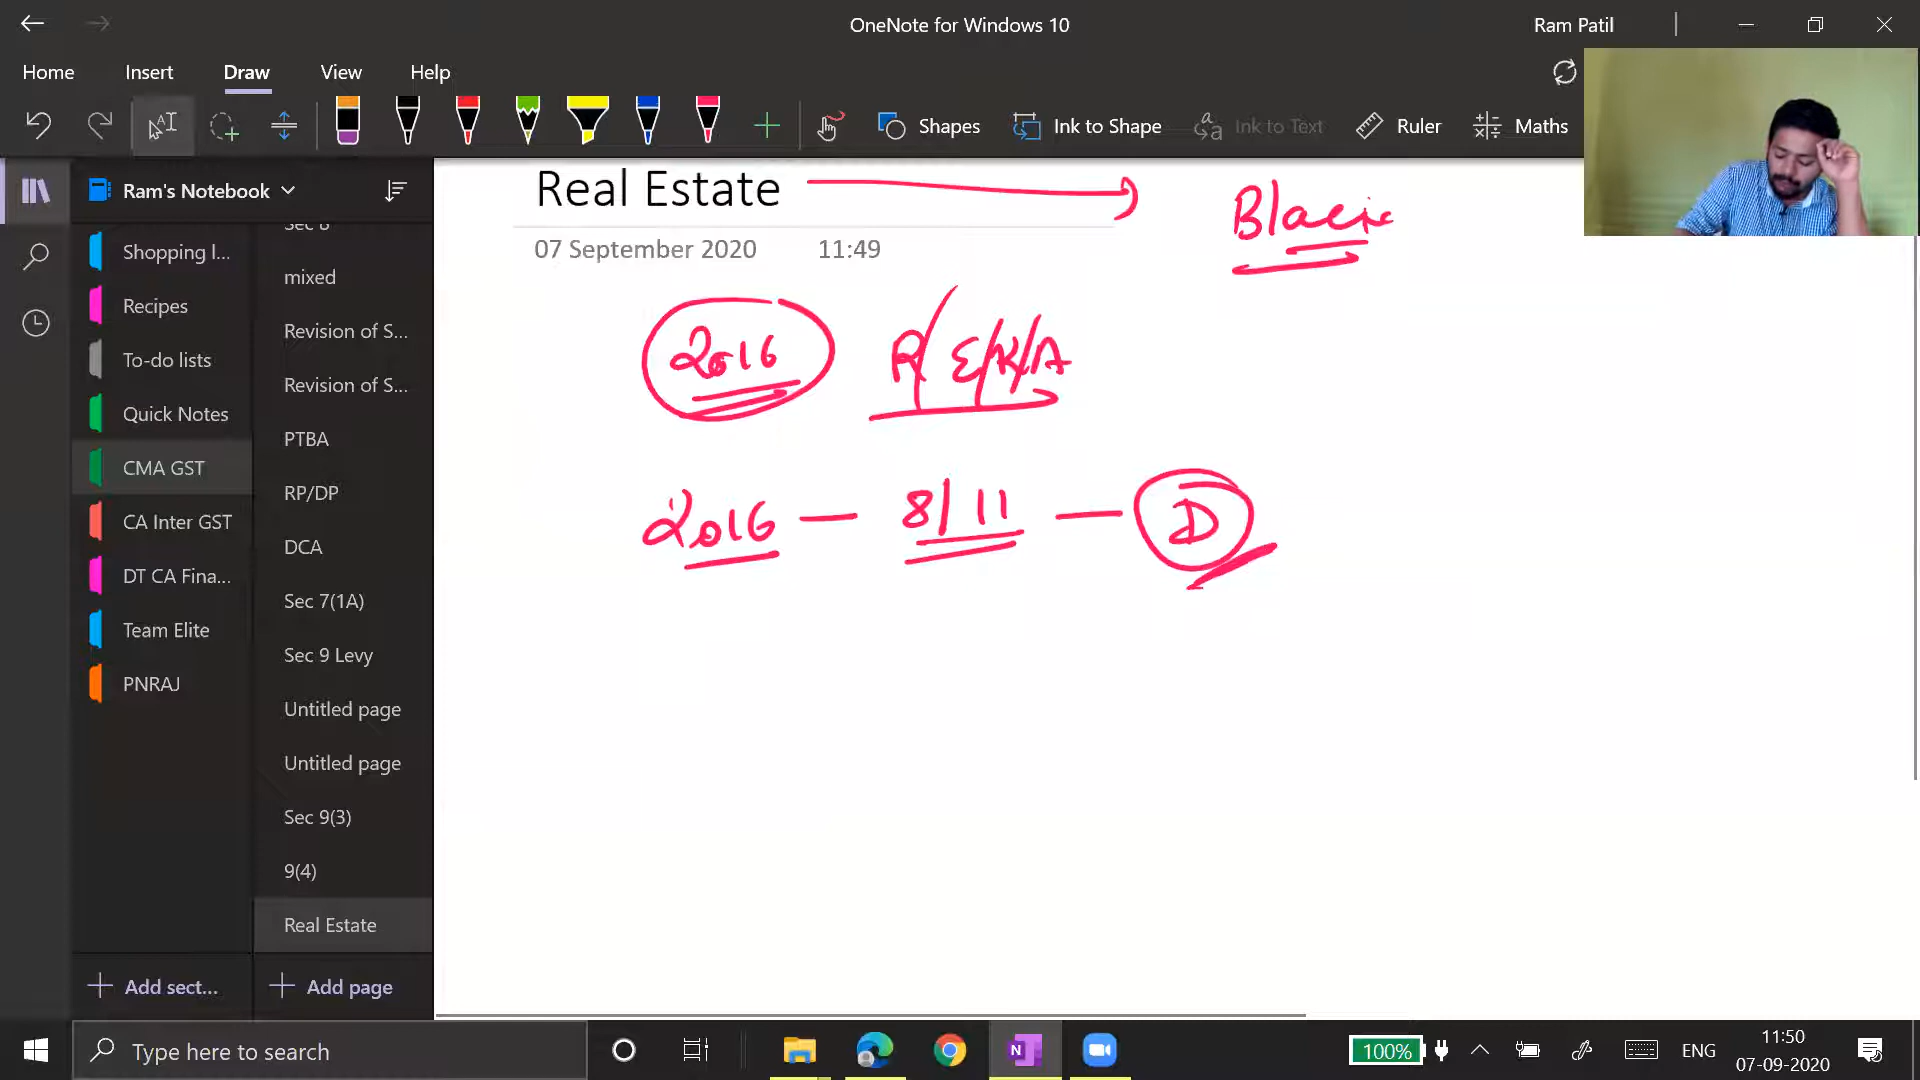 OneNote for Windows 10
Ram Patil
Home
Insert
Draw
View
Help
Shapes
Ink to Shape
Ink to Text
Ruler
Maths
Ram's Notebook
Shopping l...
Recipes
To-do lists
Quick Notes
CMA GST
CA Inter GST
DT CA Fina...
Team Elite
PNRAJ
Add sect...
Sec 8
mixed
Revision of S...
Revision of S...
PTBA
RP/DP
DCA
Sec 7(1A)
Sec 9 Levy
Untitled page
Untitled page
Sec 9(3)
9(4)
Real Estate
Add page
Real Estate
Black
07 September 2020 11:49
2016 R/E/R/A
2016 — 8/11 — D
Type here to search
100%
ENG
11:50
07-09-2020